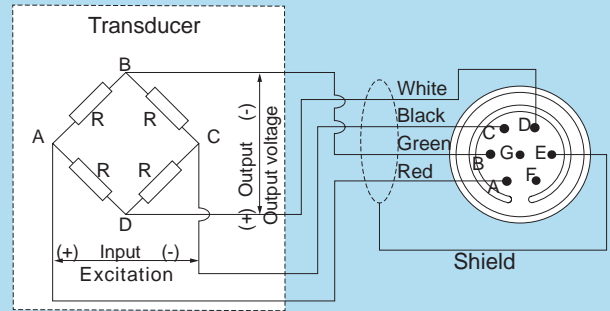 Transducer
B
R
R
A
C
R
R
D
(+) Input (-)
Excitation
(+) Output (-)
Output voltage
White
Black
Green
Red
C
D
B
G
E
A
F
Shield